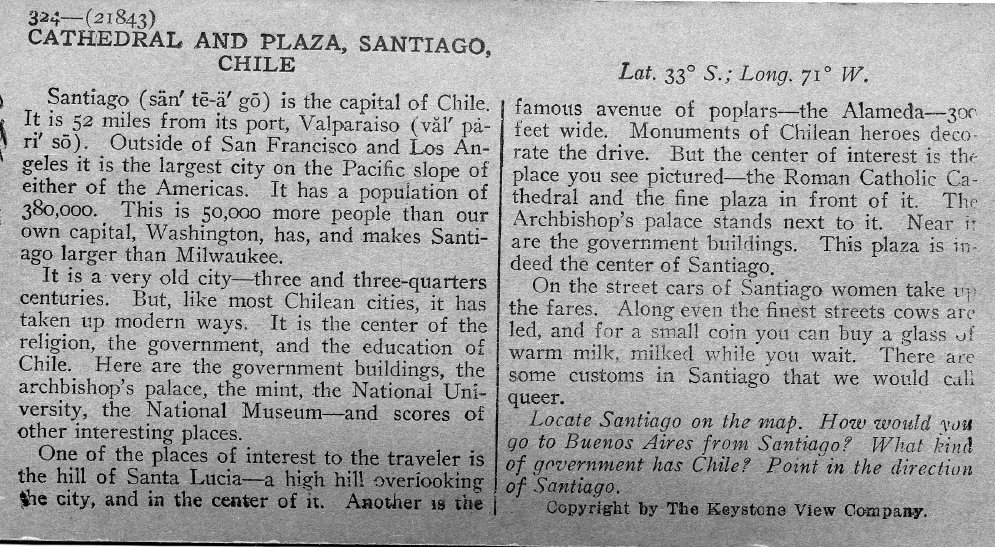 324—(21843)
CATHEDRAL AND PLAZA, SANTIAGO,
CHILE
Santiago (sän′ tē-ä′ gō) is the capital of Chile.
It is 52 miles from its port, Valparaiso (văl′ pȧ-
ri′ sō). Outside of San Francisco and Los An-
geles it is the largest city on the Pacific slope of
either of the Americas. It has a population of
380,000. This is 50,000 more people than our
own capital, Washington, has, and makes Santi-
ago larger than Milwaukee.
It is a very old city—three and three-quarters
centuries. But, like most Chilean cities, it has
taken up modern ways. It is the center of the
religion, the government, and the education of
Chile. Here are the government buildings, the
archbishop's palace, the mint, the National Uni-
versity, the National Museum—and scores of
other interesting places.
One of the places of interest to the traveler is
the hill of Santa Lucia—a high hill overlooking
the city, and in the center of it. Another is the
Lat. 33° S.; Long. 71° W.
famous avenue of poplars—the Alameda—300
feet wide. Monuments of Chilean heroes deco-
rate the drive. But the center of interest is the
place you see pictured—the Roman Catholic Ca-
thedral and the fine plaza in front of it. The
Archbishop's palace stands next to it. Near it
are the government buildings. This plaza is in-
deed the center of Santiago.
On the street cars of Santiago women take up
the fares. Along even the finest streets cows are
led, and for a small coin you can buy a glass of
warm milk, milked while you wait. There are
some customs in Santiago that we would call
queer.
Locate Santiago on the map. How would you
go to Buenos Aires from Santiago? What kind
of government has Chile? Point in the direction
of Santiago.
Copyright by The Keystone View Company.